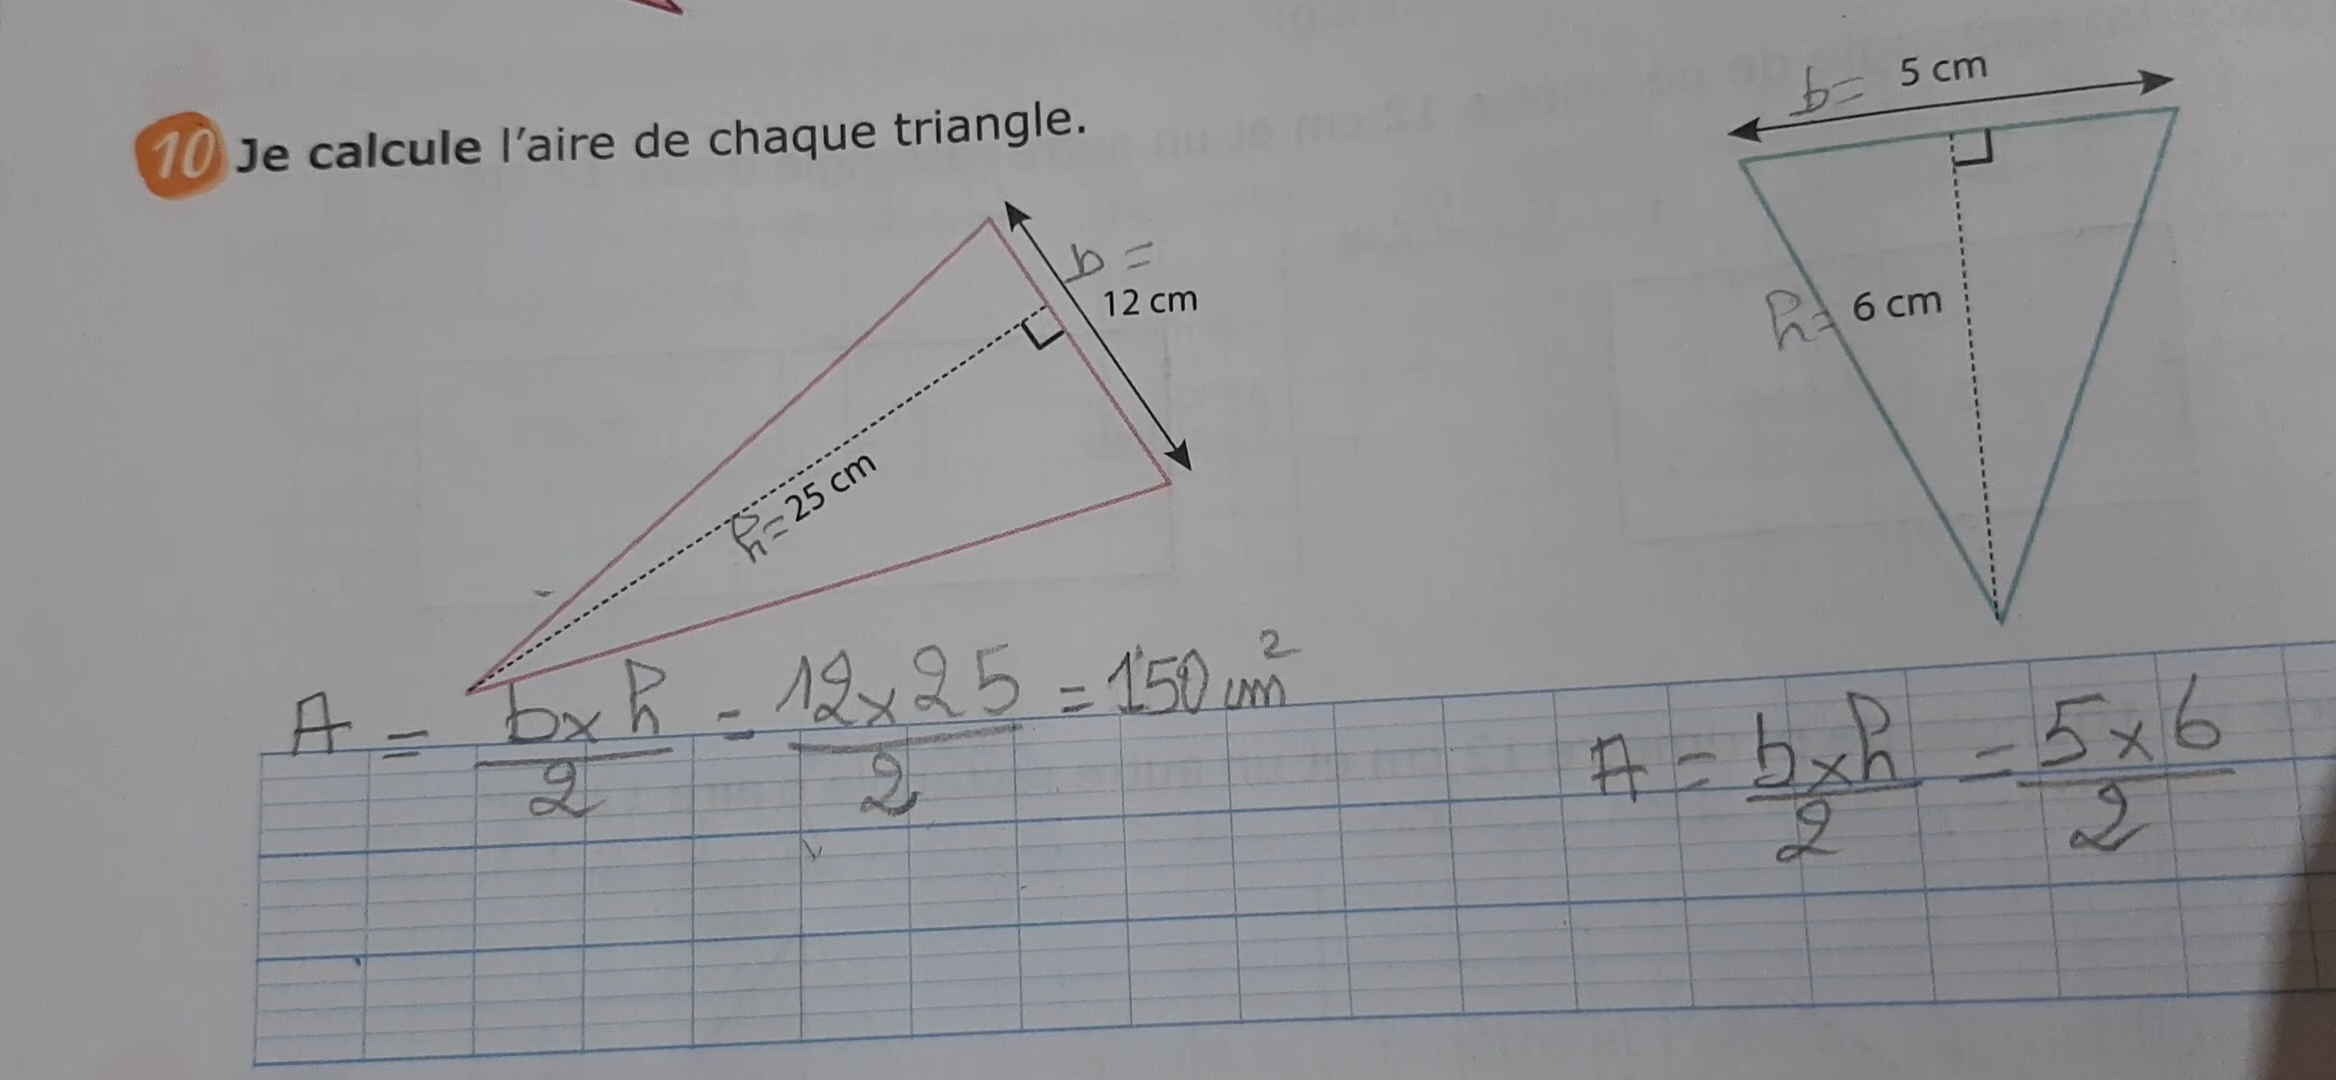 10 Je calcule l'aire de chaque triangle.
b = 5 cm
b =
12 cm
h = 25 cm
h = 6 cm
A = b x h / 2 = 12 x 25 / 2 = 150 cm²
A = b x h / 2 = 5 x 6 / 2